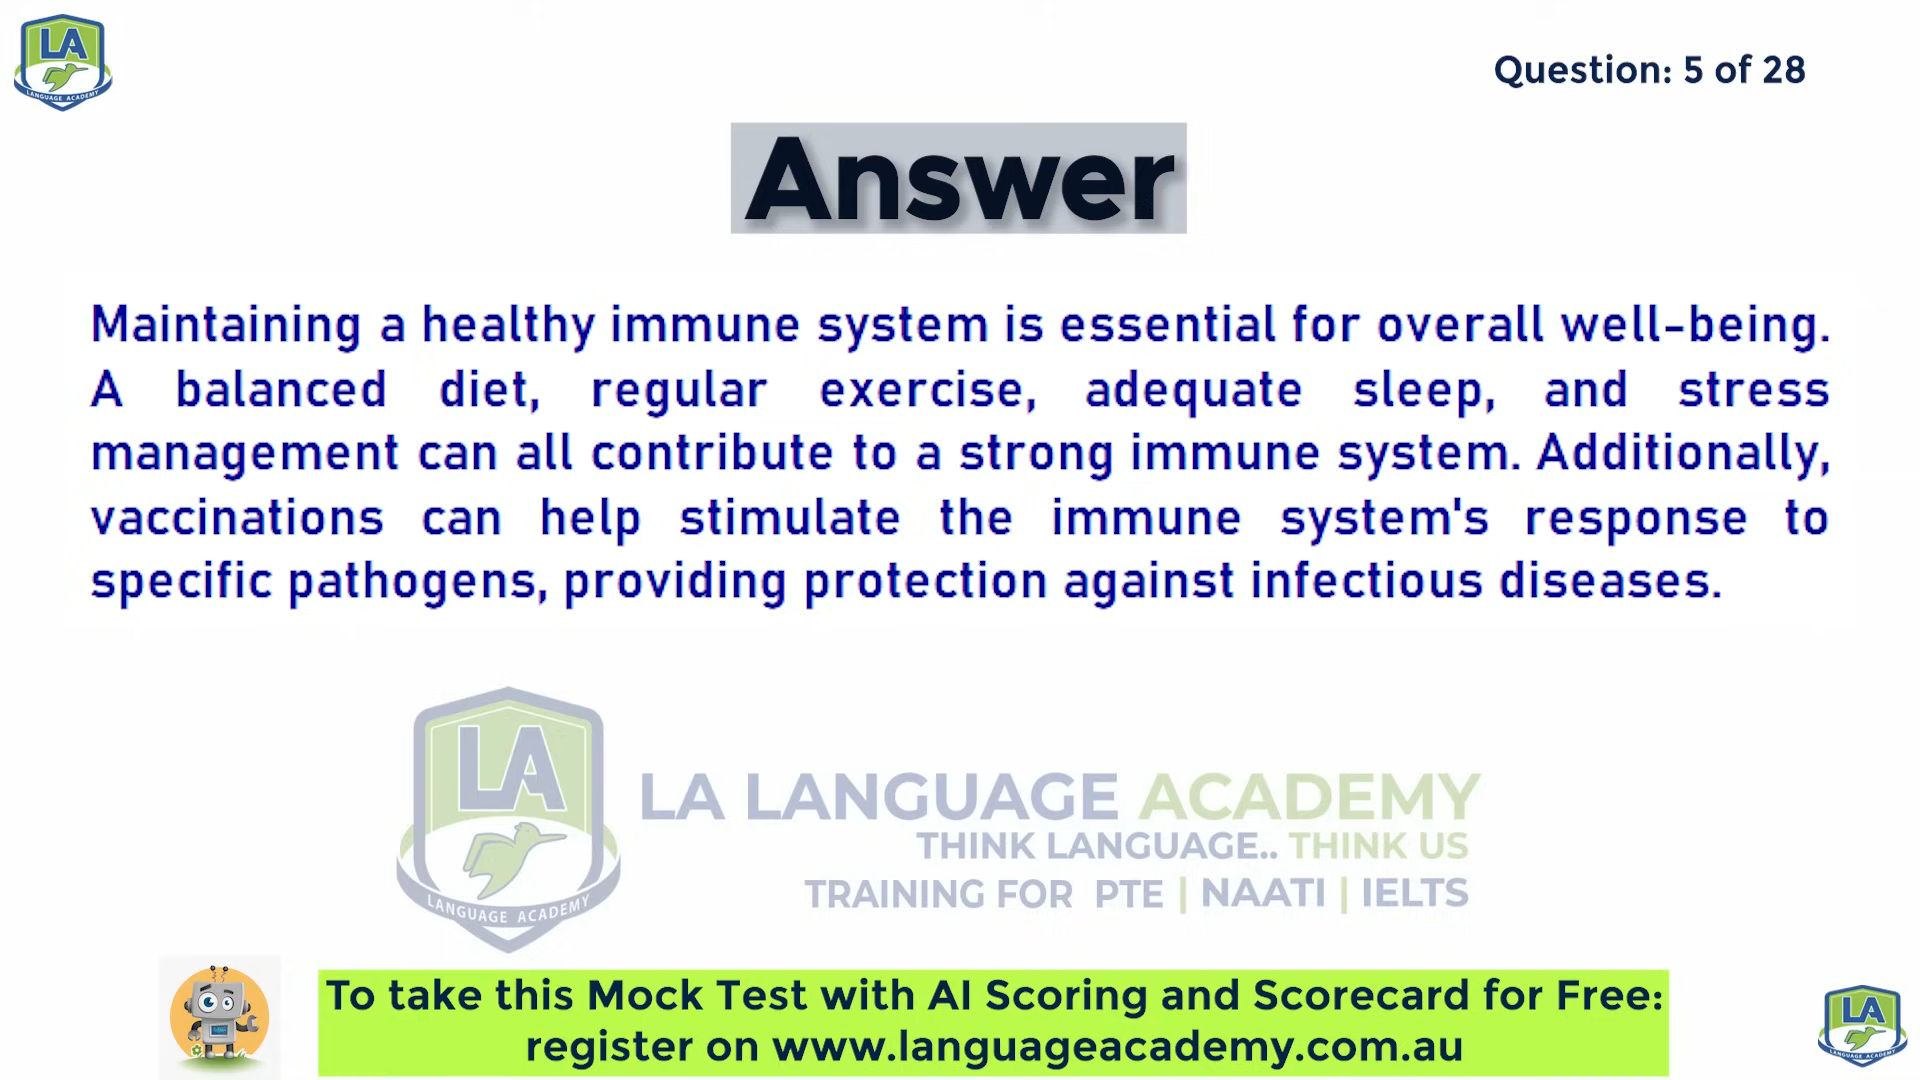 LA
LANGUAGE ACADEMY
Question: 5 of 28
Answer
Maintaining a healthy immune system is essential for overall well-being.
A balanced diet, regular exercise, adequate sleep, and stress
management can all contribute to a strong immune system. Additionally,
vaccinations can help stimulate the immune system's response to
specific pathogens, providing protection against infectious diseases.
LA
LANGUAGE ACADEMY
LA LANGUAGE ACADEMY
THINK LANGUAGE.. THINK US
TRAINING FOR PTE | NAATI | IELTS
To take this Mock Test with AI Scoring and Scorecard for Free:
register on www.languageacademy.com.au
LA
LANGUAGE ACADEMY